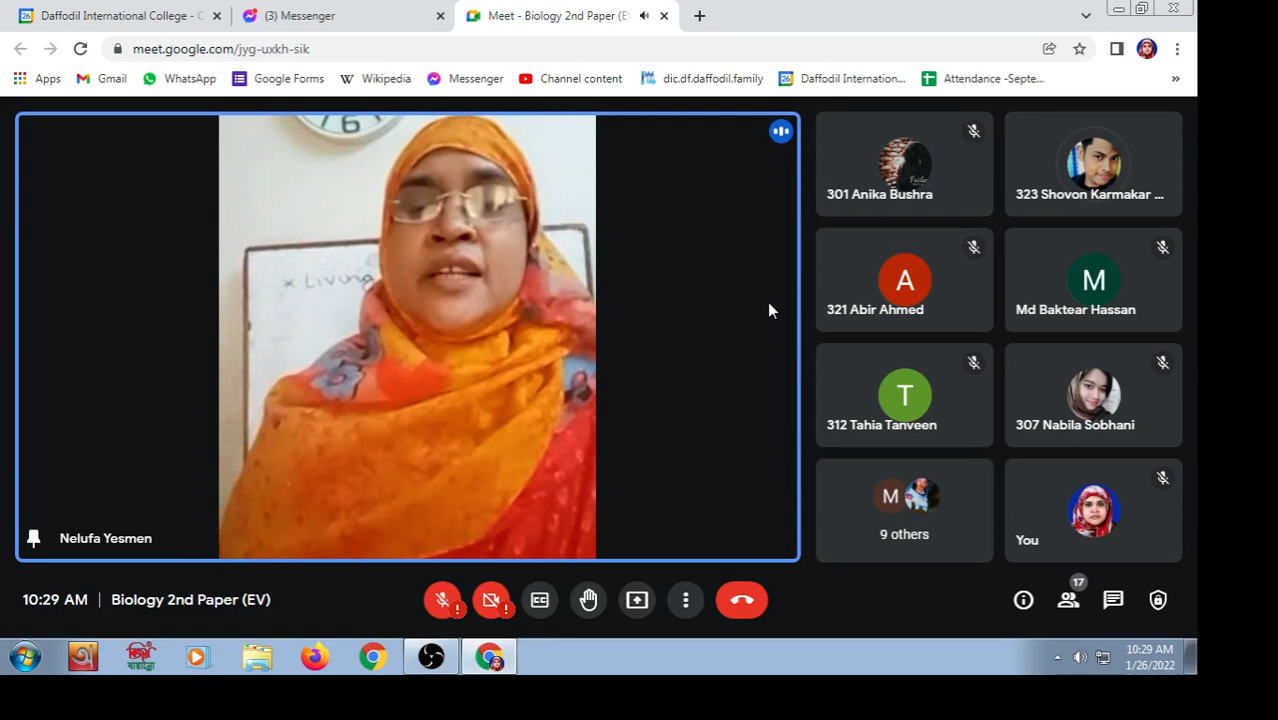 Daffodil International College - C
(3) Messenger
Meet - Biology 2nd Paper (EV
meet.google.com/jyg-uxkh-sik
Apps
Gmail
WhatsApp
Google Forms
Wikipedia
Messenger
Channel content
dic.df.daffodil.family
Daffodil Internation...
Attendance -Septe...
6
x Living
Nelufa Yesmen
301 Anika Bushra
323 Shovon Karmakar ...
A
321 Abir Ahmed
M
Md Baktear Hassan
T
312 Tahia Tanveen
307 Nabila Sobhani
M
9 others
You
10:29 AM | Biology 2nd Paper (EV)
17
10:29 AM
1/26/2022